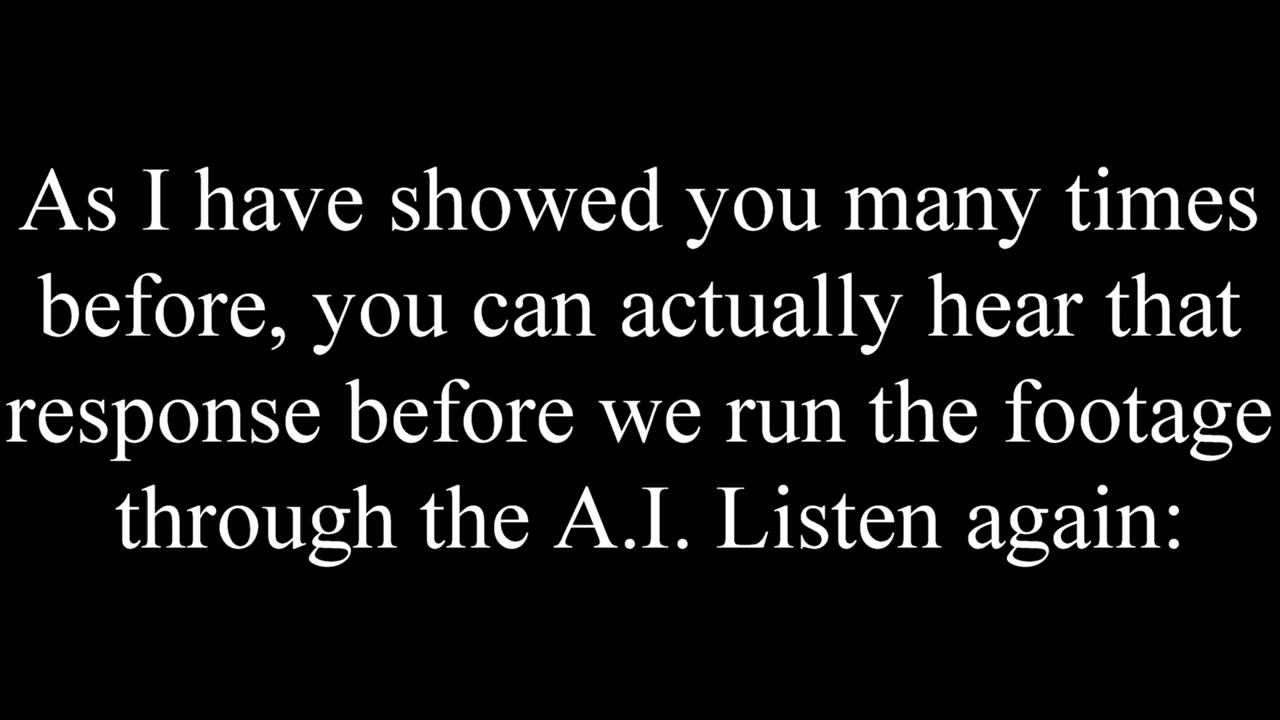 As I have showed you many times
before, you can actually hear that
response before we run the footage
through the A.I. Listen again: